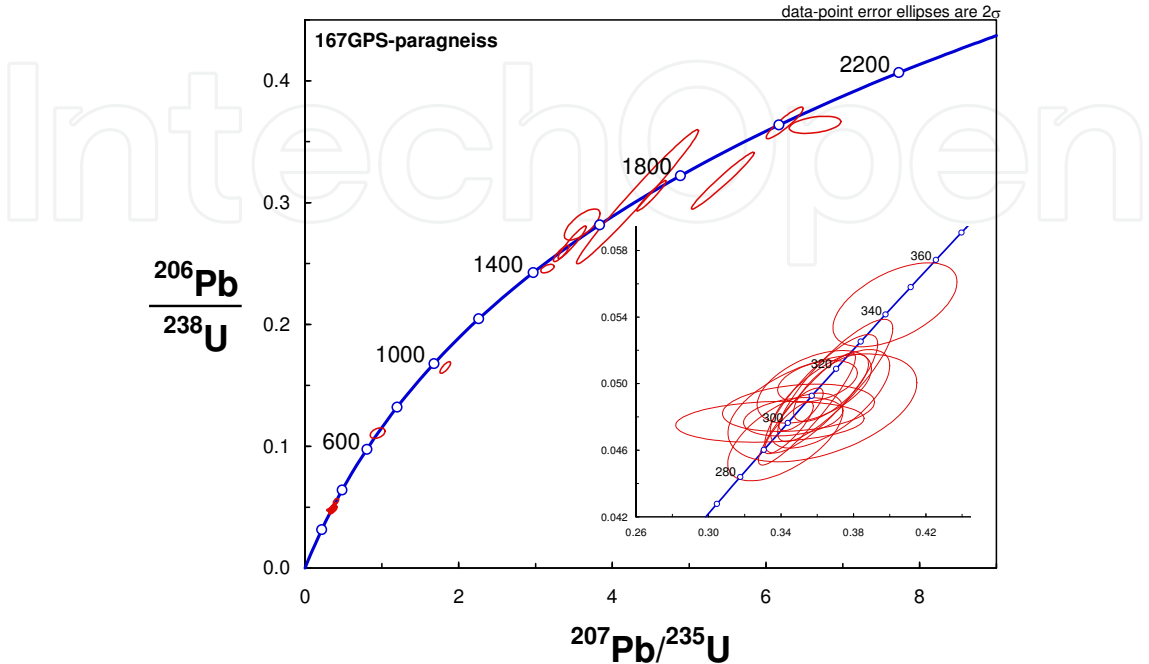 data-point error ellipses are 2σ
167GPS-paragneiss
IntechOpen
2200
0.4
1800
0.3
1400
0.2
1000
0.1
600
0.0
0 2 4 6 8
206Pb
238U
207Pb/235U
0.058
0.054
0.050
0.046
0.042
360
340
320
300
280
0.26 0.30 0.34 0.38 0.42